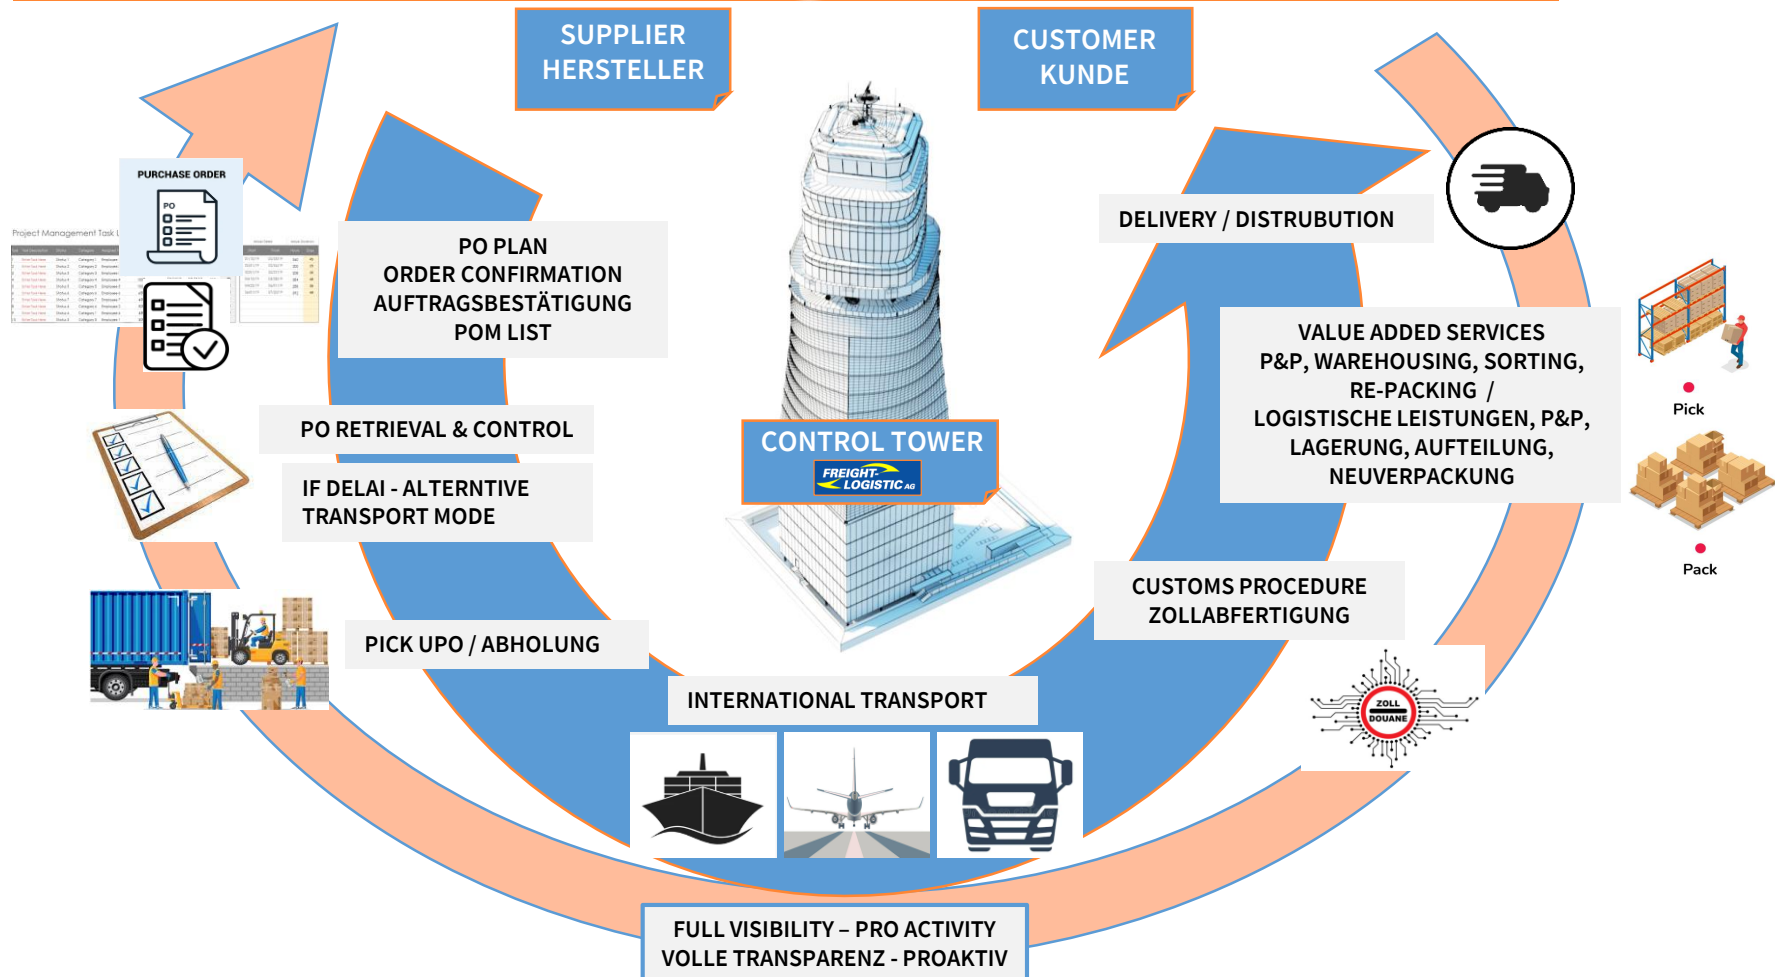 SUPPLIER
HERSTELLER
CUSTOMER
KUNDE
PURCHASE ORDER
PO
Project Management Task L
PO PLAN
ORDER CONFIRMATION
AUFTRAGSBESTÄTIGUNG
POM LIST
DELIVERY / DISTRUBUTION
VALUE ADDED SERVICES
P&P, WAREHOUSING, SORTING,
RE-PACKING /
LOGISTISCHE LEISTUNGEN, P&P,
LAGERUNG, AUFTEILUNG,
NEUVERPACKUNG
Pick
Pack
PO RETRIEVAL & CONTROL
IF DELAI - ALTERNTIVE
TRANSPORT MODE
CONTROL TOWER
FREIGHT-
LOGISTIC AG
CUSTOMS PROCEDURE
ZOLLABFERTIGUNG
PICK UPO / ABHOLUNG
INTERNATIONAL TRANSPORT
ZOLL
DOUANE
FULL VISIBILITY – PRO ACTIVITY
VOLLE TRANSPARENZ - PROAKTIV